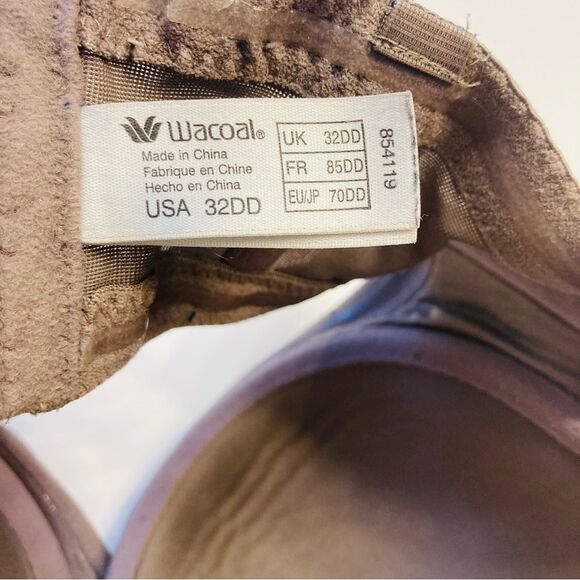 Wacoal®
Made in China
Fabrique en Chine
Hecho en China
USA 32DD
UK 32DD
FR 85DD
EU/JP 70DD
854119